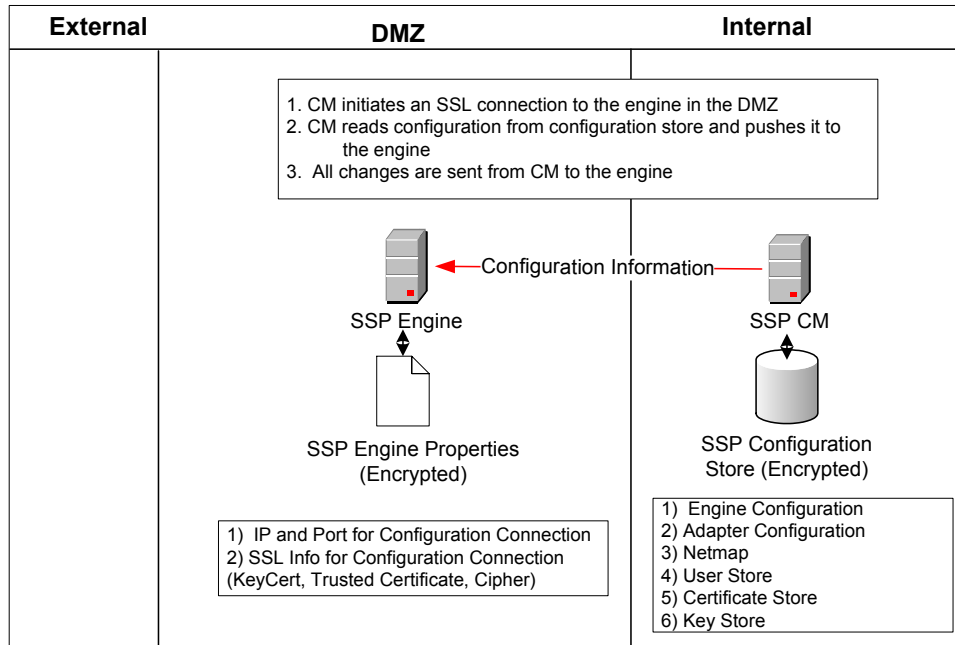 External
DMZ
Internal
1. CM initiates an SSL connection to the engine in the DMZ
2. CM reads configuration from configuration store and pushes it to
the engine
3. All changes are sent from CM to the engine
Configuration Information
SSP Engine
SSP CM
SSP Engine Properties
(Encrypted)
SSP Configuration
Store (Encrypted)
1) IP and Port for Configuration Connection
2) SSL Info for Configuration Connection
(KeyCert, Trusted Certificate, Cipher)
1) Engine Configuration
2) Adapter Configuration
3) Netmap
4) User Store
5) Certificate Store
6) Key Store